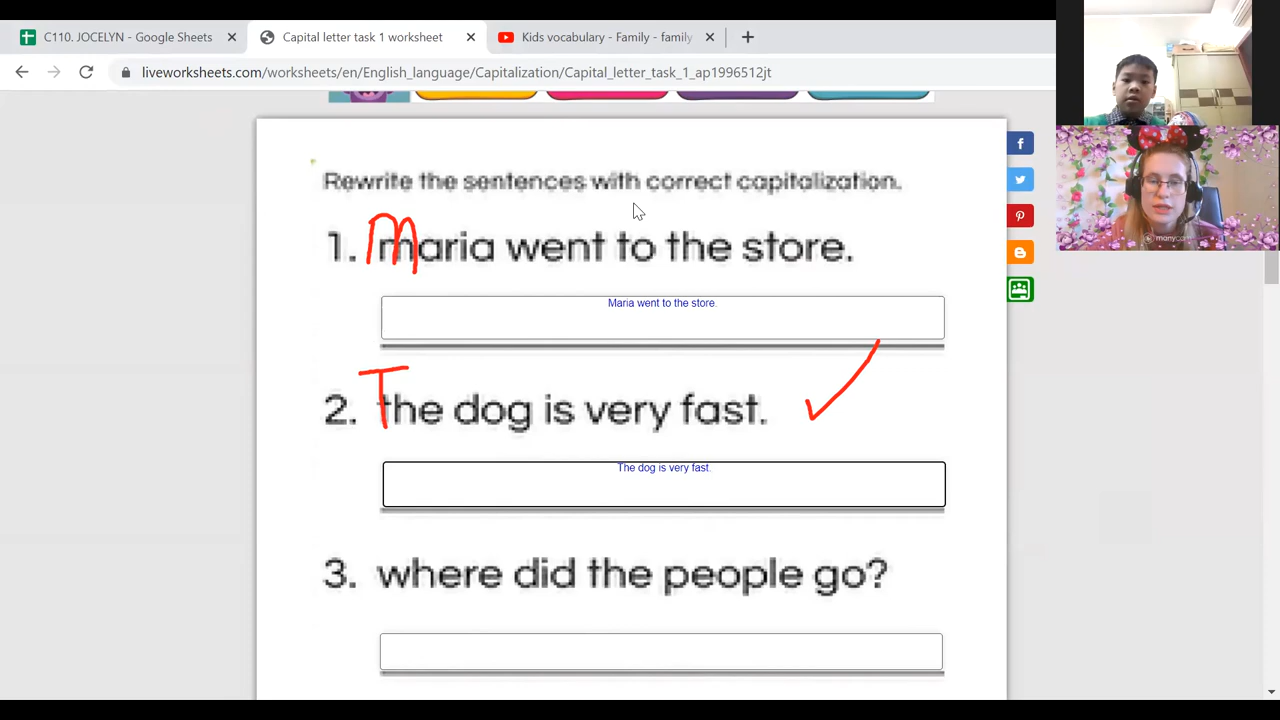 C110. JOCELYN - Google Sheets
Capital letter task 1 worksheet
Kids vocabulary - Family - family
liveworksheets.com/worksheets/en/English_language/Capitalization/Capital_letter_task_1_ap1996512jt
Rewrite the sentences with correct capitalization.
M
1. maria went to the store.
Maria went to the store.
T
2. the dog is very fast.
The dog is very fast.
3. where did the people go?
manycam